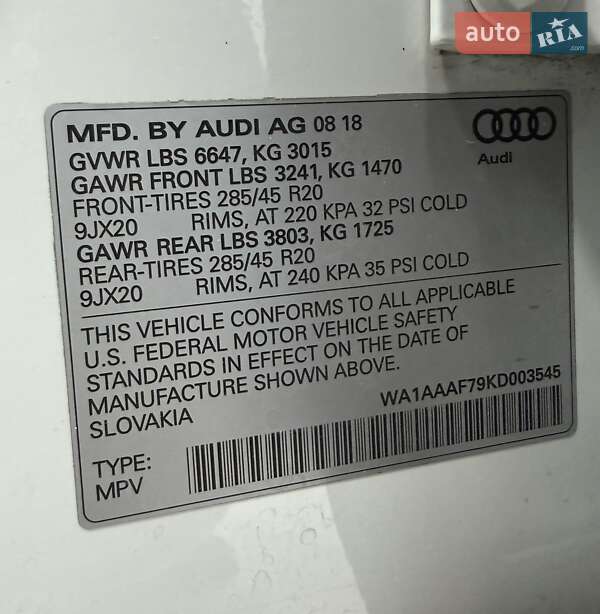 auto RIA .com
MFD. BY AUDI AG 08 18
Audi
GVWR LBS 6647, KG 3015
GAWR FRONT LBS 3241, KG 1470
FRONT-TIRES 285/45 R20
9JX20 RIMS, AT 220 KPA 32 PSI COLD
GAWR REAR LBS 3803, KG 1725
REAR-TIRES 285/45 R20
9JX20 RIMS, AT 240 KPA 35 PSI COLD
THIS VEHICLE CONFORMS TO ALL APPLICABLE
U.S. FEDERAL MOTOR VEHICLE SAFETY
STANDARDS IN EFFECT ON THE DATE OF
MANUFACTURE SHOWN ABOVE.
SLOVAKIA
WA1AAAF79KD003545
TYPE:
MPV